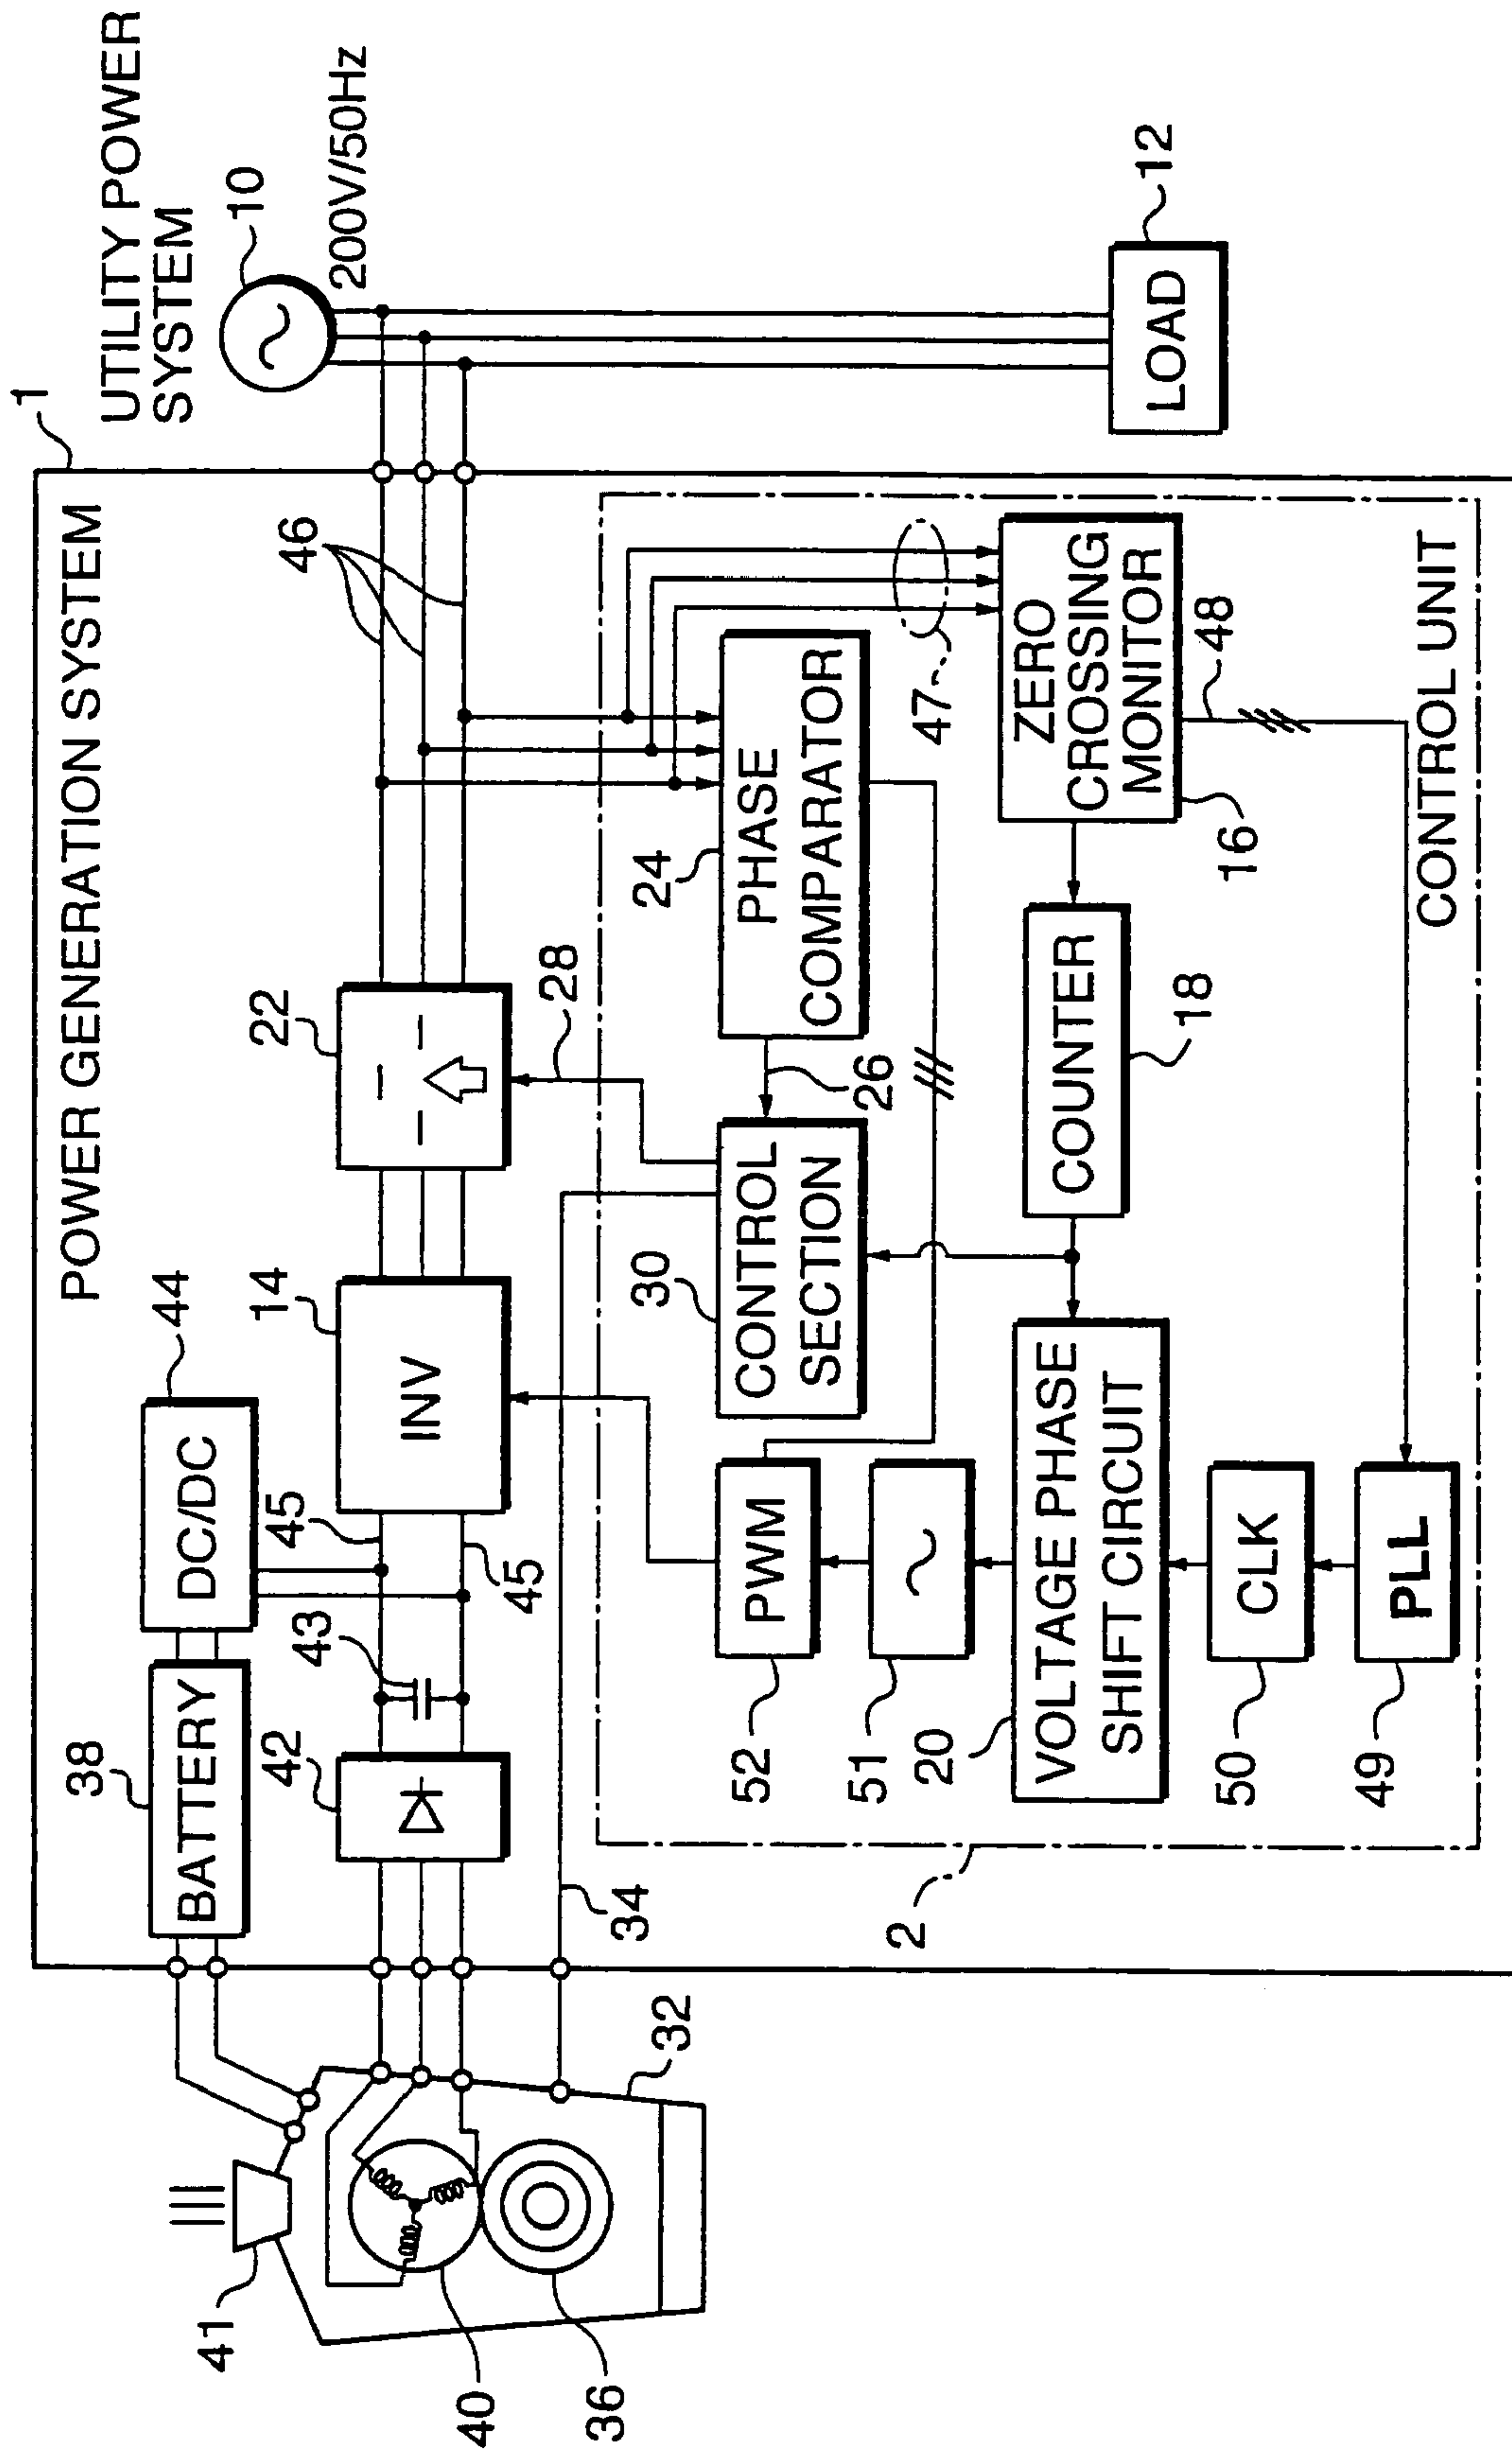 POWER GENERATION SYSTEM
1
UTILITY POWER
SYSTEM
10
200V/50Hz
38
BATTERY
44
DC/DC
41
42
43
45
45
14
INV
22
46
28
40
36
32
34
30
CONTROL
SECTION
26
24
PHASE
COMPARATOR
47
LOAD
12
52
PWM
51
20
VOLTAGE PHASE
SHIFT CIRCUIT
COUNTER
18
ZERO
CROSSING
MONITOR
16
48
50
CLK
49
PLL
2
CONTROL UNIT